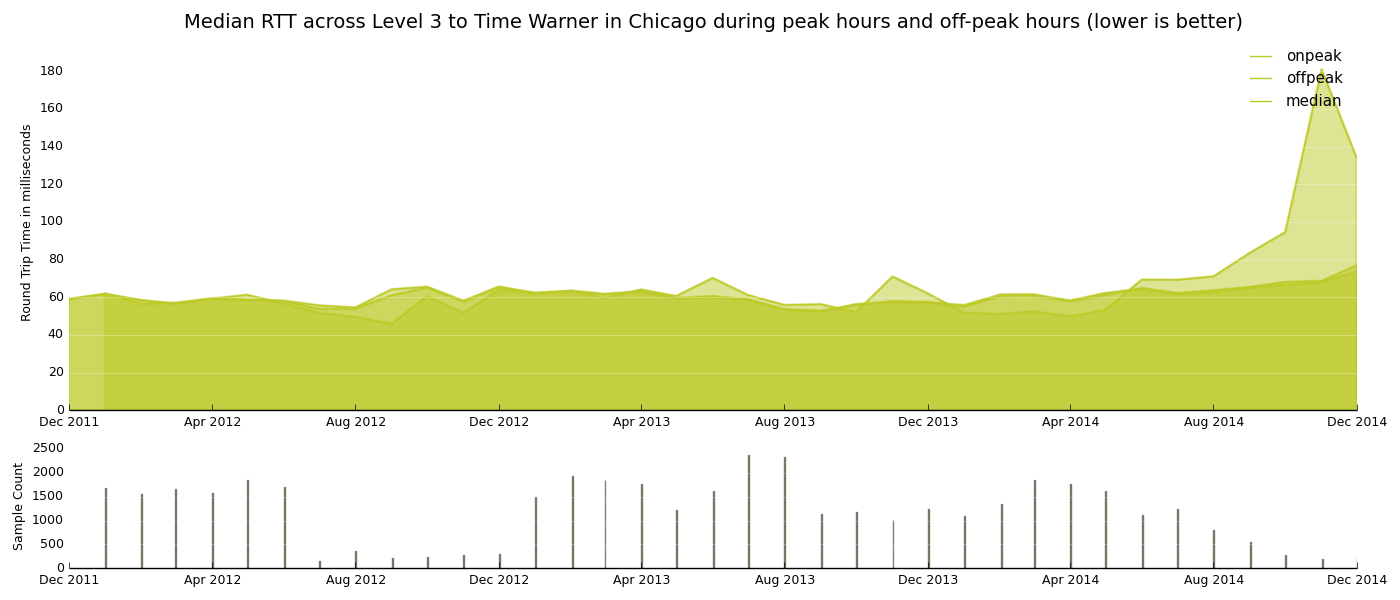 Median RTT across Level 3 to Time Warner in Chicago during peak hours and off-peak hours (lower is better)
onpeak
offpeak
median
Round Trip Time in milliseconds
180
160
140
120
100
80
60
40
20
0
Dec 2011 Apr 2012 Aug 2012 Dec 2012 Apr 2013 Aug 2013 Dec 2013 Apr 2014 Aug 2014 Dec 2014
Sample Count
2500
2000
1500
1000
500
0
Dec 2011 Apr 2012 Aug 2012 Dec 2012 Apr 2013 Aug 2013 Dec 2013 Apr 2014 Aug 2014 Dec 2014